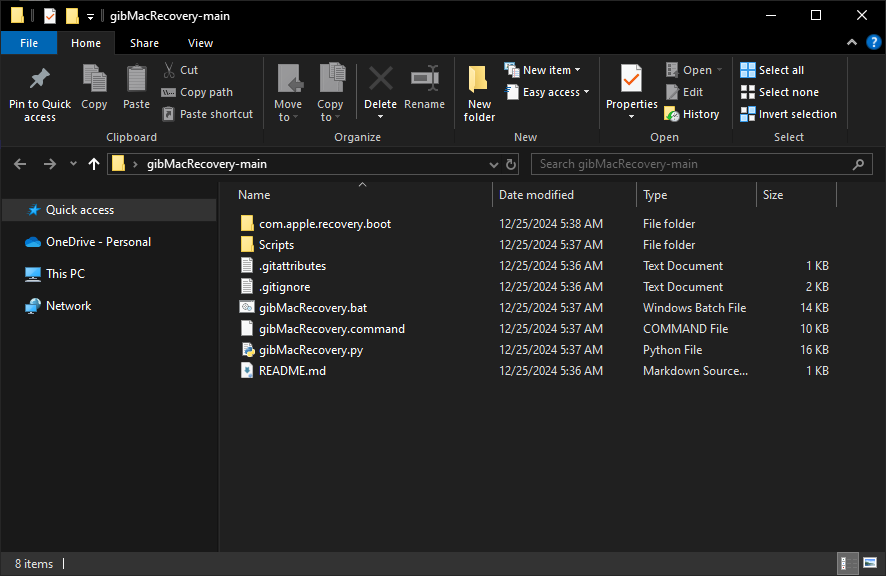 gibMacRecovery-main
File Home Share View
Pin to Quick access
Copy
Paste
Cut
Copy path
Paste shortcut
Clipboard
Move to
Copy to
Delete
Rename
Organize
New folder
New item
Easy access
New
Properties
Open
Edit
History
Open
Select all
Select none
Invert selection
Select
gibMacRecovery-main
Search gibMacRecovery-main
Quick access
OneDrive - Personal
This PC
Network
Name Date modified Type Size
com.apple.recovery.boot 12/25/2024 5:38 AM File folder
Scripts 12/25/2024 5:37 AM File folder
.gitattributes 12/25/2024 5:36 AM Text Document 1 KB
.gitignore 12/25/2024 5:36 AM Text Document 2 KB
gibMacRecovery.bat 12/25/2024 5:37 AM Windows Batch File 14 KB
gibMacRecovery.command 12/25/2024 5:37 AM COMMAND File 10 KB
gibMacRecovery.py 12/25/2024 5:37 AM Python File 16 KB
README.md 12/25/2024 5:36 AM Markdown Source... 1 KB
8 items